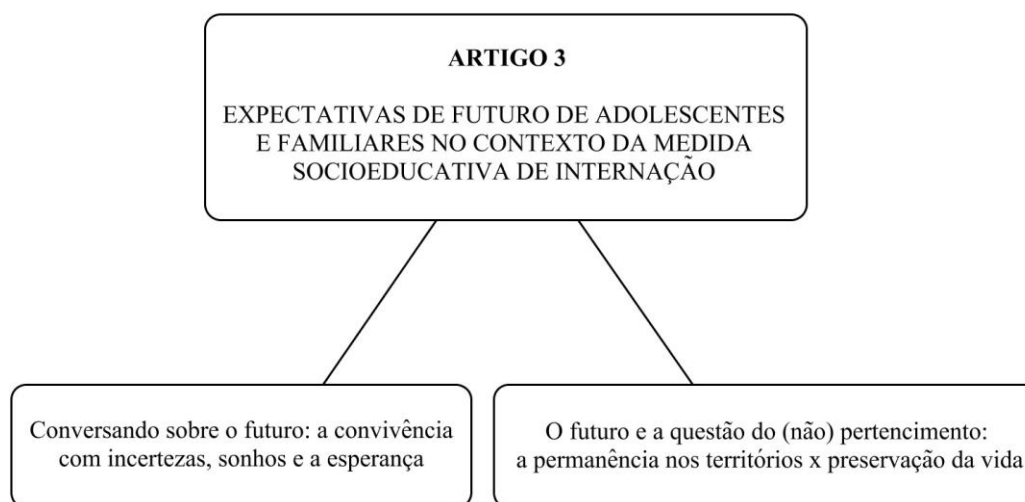 ARTIGO 3
EXPECTATIVAS DE FUTURO DE ADOLESCENTES
E FAMILIARES NO CONTEXTO DA MEDIDA
SOCIOEDUCATIVA DE INTERNAÇÃO
Conversando sobre o futuro: a convivência
com incertezas, sonhos e a esperança
O futuro e a questão do (não) pertencimento:
a permanência nos territórios x preservação da vida